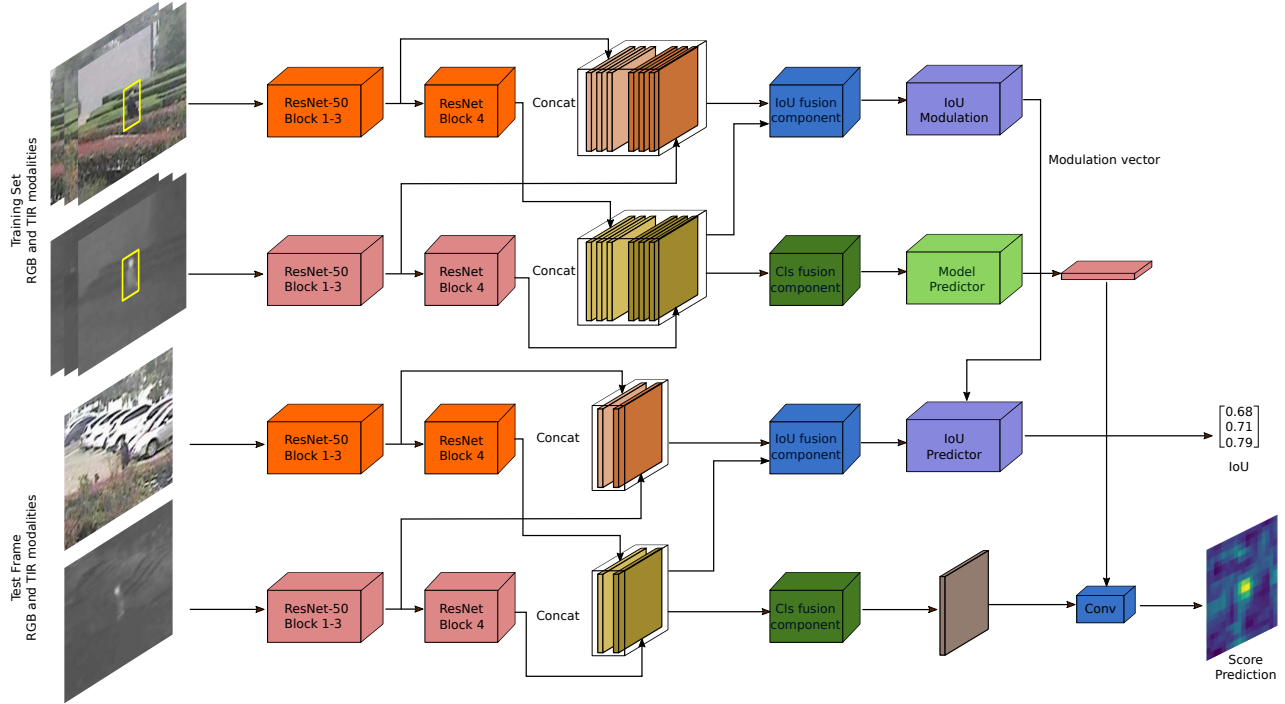 Training Set
RGB and TIR modalities
ResNet-50
Block 1-3
ResNet
Block 4
Concat
IoU fusion
component
IoU
Modulation
Modulation vector
ResNet-50
Block 1-3
ResNet
Block 4
Concat
Cls fusion
component
Model
Predictor
Test Frame
RGB and TIR modalities
ResNet-50
Block 1-3
ResNet
Block 4
Concat
IoU fusion
component
IoU
Predictor
0.68
0.71
0.79
IoU
ResNet-50
Block 1-3
ResNet
Block 4
Concat
Cls fusion
component
Conv
Score
Prediction